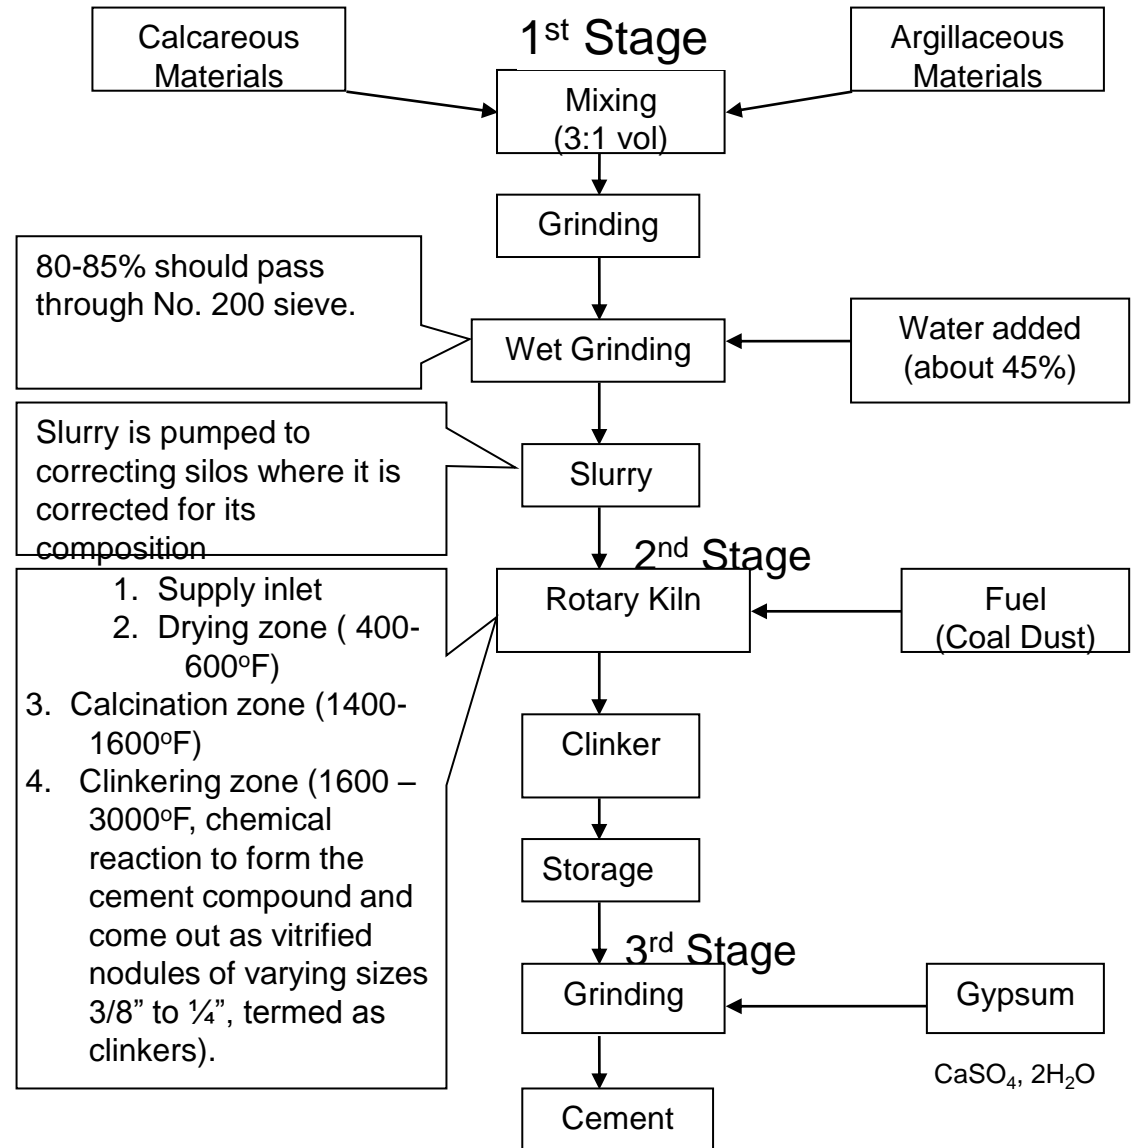 Calcareous
Materials
1st Stage
Argillaceous
Materials
Mixing
(3:1 vol)
Grinding
80-85% should pass
through No. 200 sieve.
Wet Grinding
Water added
(about 45%)
Slurry is pumped to
correcting silos where it is
corrected for its
composition
Slurry
2nd Stage
1. Supply inlet
2. Drying zone ( 400-
600oF)
3. Calcination zone (1400-
1600oF)
4. Clinkering zone (1600 –
3000oF, chemical
reaction to form the
cement compound and
come out as vitrified
nodules of varying sizes
3/8” to ¼”, termed as
clinkers).
Rotary Kiln
Fuel
(Coal Dust)
Clinker
Storage
3rd Stage
Grinding
Gypsum
CaSO4, 2H2O
Cement